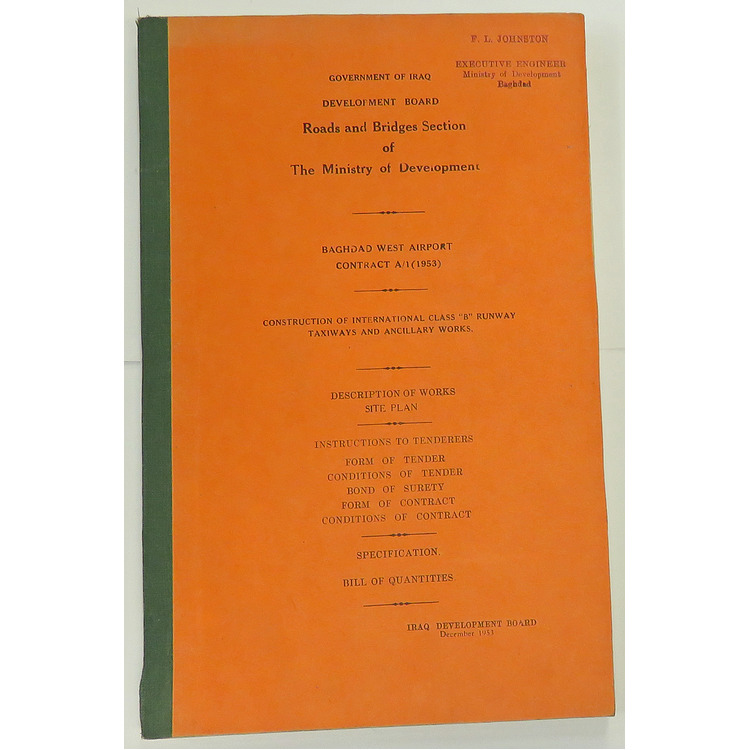 F. L. JOHNSTON
EXECUTIVE ENGINEER
Ministry of Development
Baghdad
GOVERNMENT OF IRAQ
DEVELOPMENT BOARD
Roads and Bridges Section
of
The Ministry of Development
BAGHDAD WEST AIRPORT
CONTRACT A/1 (1953)
CONSTRUCTION OF INTERNATIONAL CLASS "B" RUNWAY
TAXIWAYS AND ANCILLARY WORKS.
DESCRIPTION OF WORKS
SITE PLAN
INSTRUCTIONS TO TENDERERS
FORM OF TENDER
CONDITIONS OF TENDER
BOND OF SURETY
FORM OF CONTRACT
CONDITIONS OF CONTRACT
SPECIFICATION.
BILL OF QUANTITIES
IRAQ DEVELOPMENT BOARD
December 1953